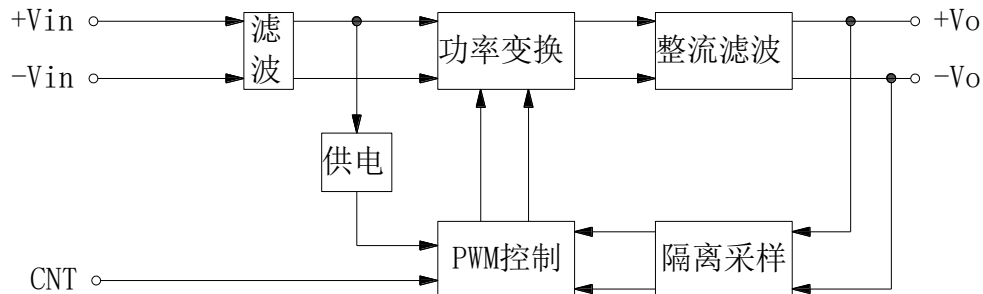 +Vin
-Vin
滤波
功率变换
整流滤波
+Vo
-Vo
供电
CNT
PWM控制
隔离采样